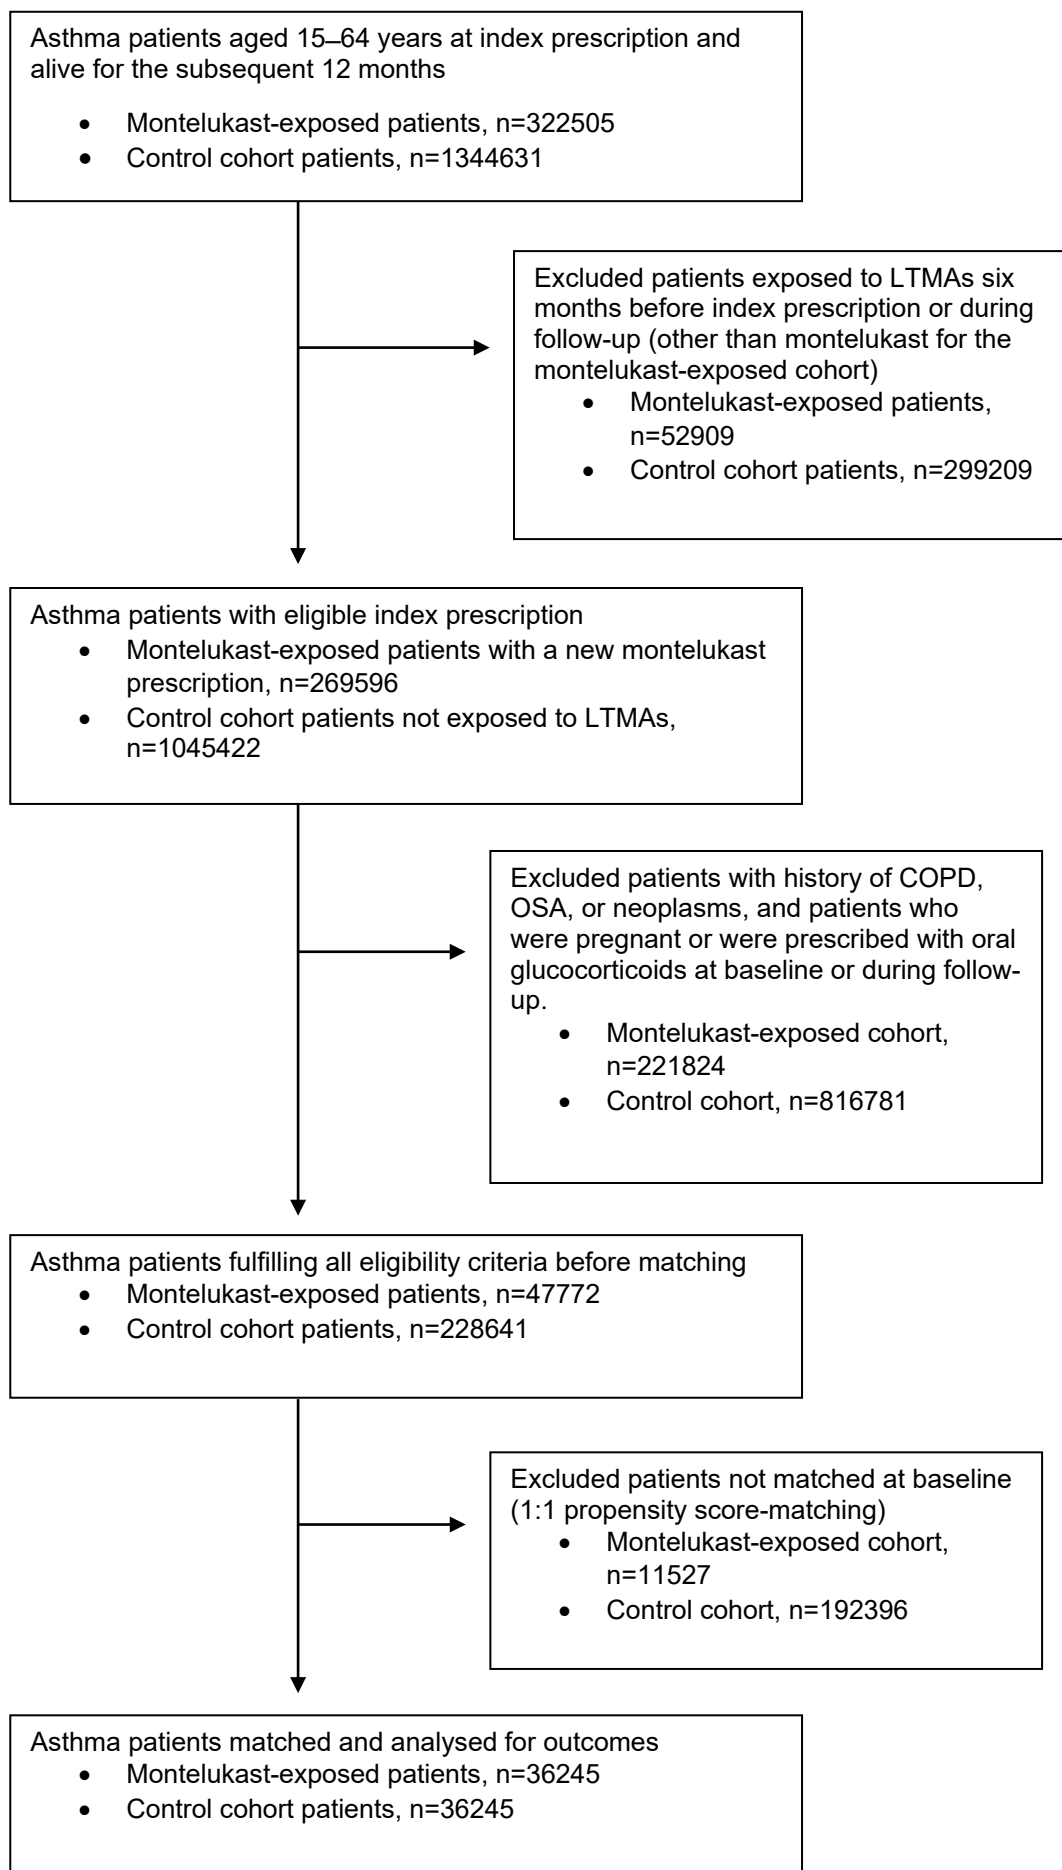 Asthma patients aged 15–64 years at index prescription and
alive for the subsequent 12 months
• Montelukast-exposed patients, n=322505
• Control cohort patients, n=1344631
Excluded patients exposed to LTMAs six
months before index prescription or during
follow-up (other than montelukast for the
montelukast-exposed cohort)
• Montelukast-exposed patients,
n=52909
• Control cohort patients, n=299209
Asthma patients with eligible index prescription
• Montelukast-exposed patients with a new montelukast
prescription, n=269596
• Control cohort patients not exposed to LTMAs,
n=1045422
Excluded patients with history of COPD,
OSA, or neoplasms, and patients who
were pregnant or were prescribed with oral
glucocorticoids at baseline or during follow-
up.
• Montelukast-exposed cohort,
n=221824
• Control cohort, n=816781
Asthma patients fulfilling all eligibility criteria before matching
• Montelukast-exposed patients, n=47772
• Control cohort patients, n=228641
Excluded patients not matched at baseline
(1:1 propensity score-matching)
• Montelukast-exposed cohort,
n=11527
• Control cohort, n=192396
Asthma patients matched and analysed for outcomes
• Montelukast-exposed patients, n=36245
• Control cohort patients, n=36245